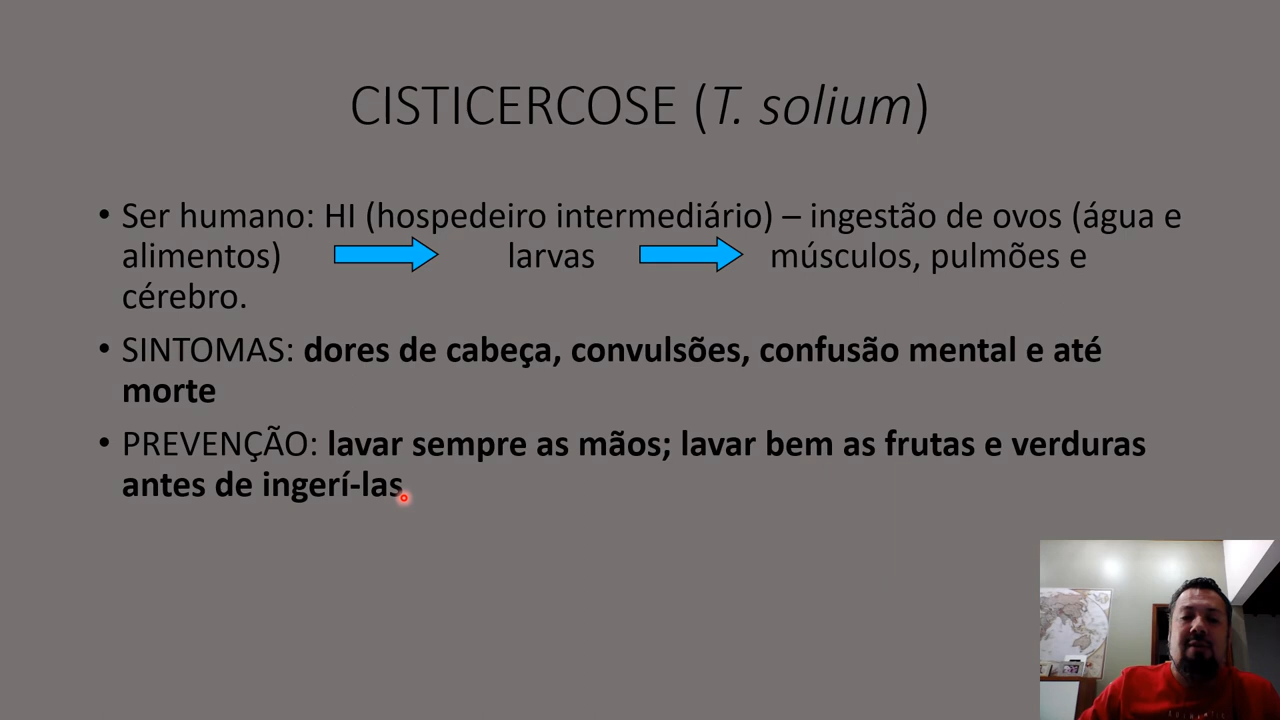 CISTICERCOSE (T. solium)
• Ser humano: HI (hospedeiro intermediário) – ingestão de ovos (água e
alimentos) larvas músculos, pulmões e
cérebro.
• SINTOMAS: dores de cabeça, convulsões, confusão mental e até
morte
• PREVENÇÃO: lavar sempre as mãos; lavar bem as frutas e verduras
antes de ingerí-las.